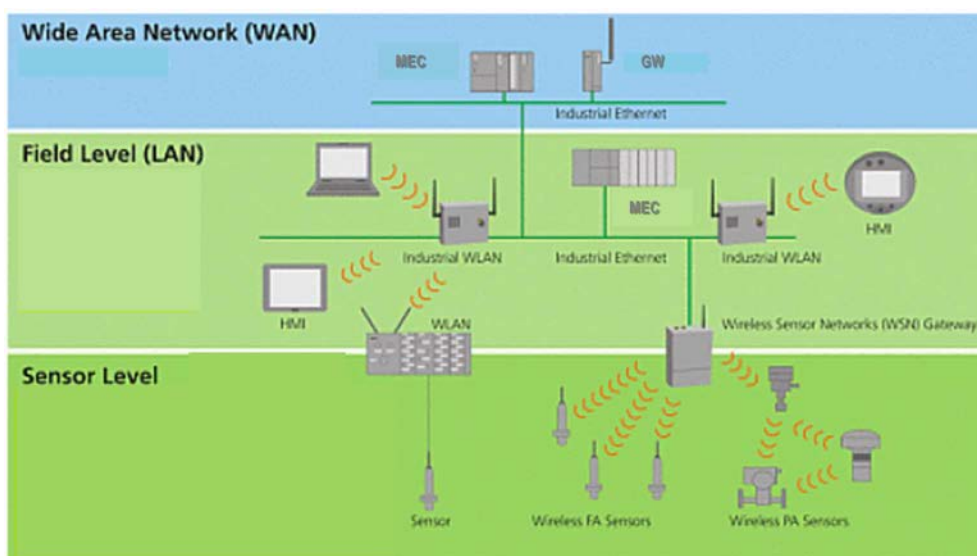 Wide Area Network (WAN)
MEC
GW
Industrial Ethernet
Field Level (LAN)
MEC
HMI
Industrial WLAN
Industrial Ethernet
Industrial WLAN
HMI
WLAN
Wireless Sensor Networks (WSN) Gateway
Sensor Level
Sensor
Wireless FA Sensors
Wireless PA Sensors